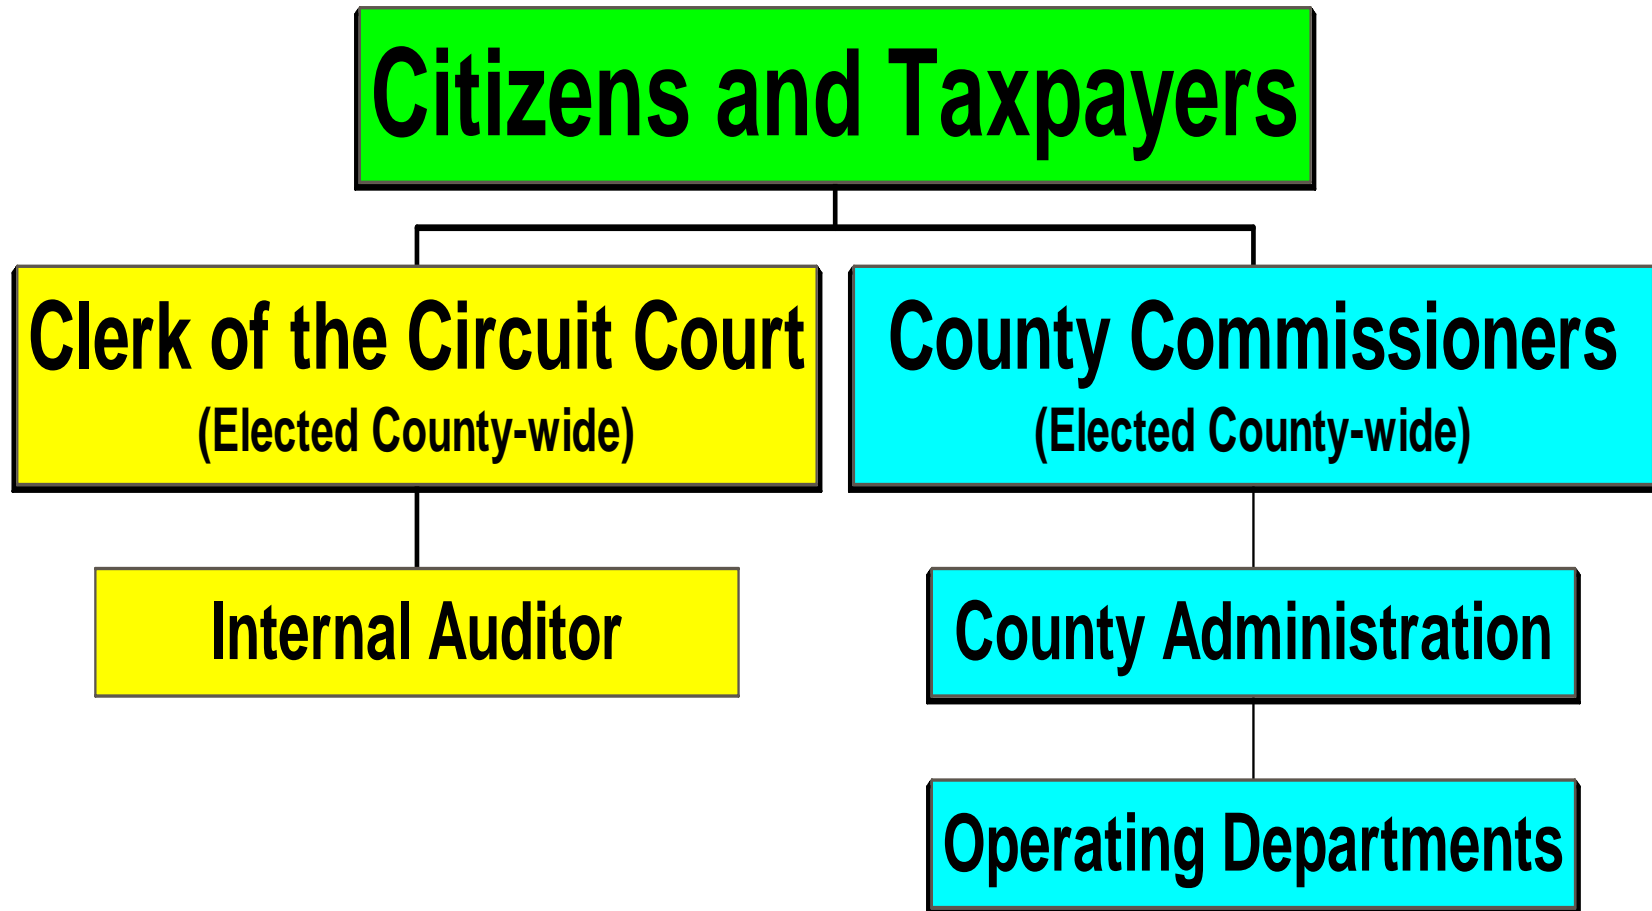 Citizens and Taxpayers
Clerk of the Circuit Court
(Elected County-wide)
County Commissioners
(Elected County-wide)
Internal Auditor
County Administration
Operating Departments